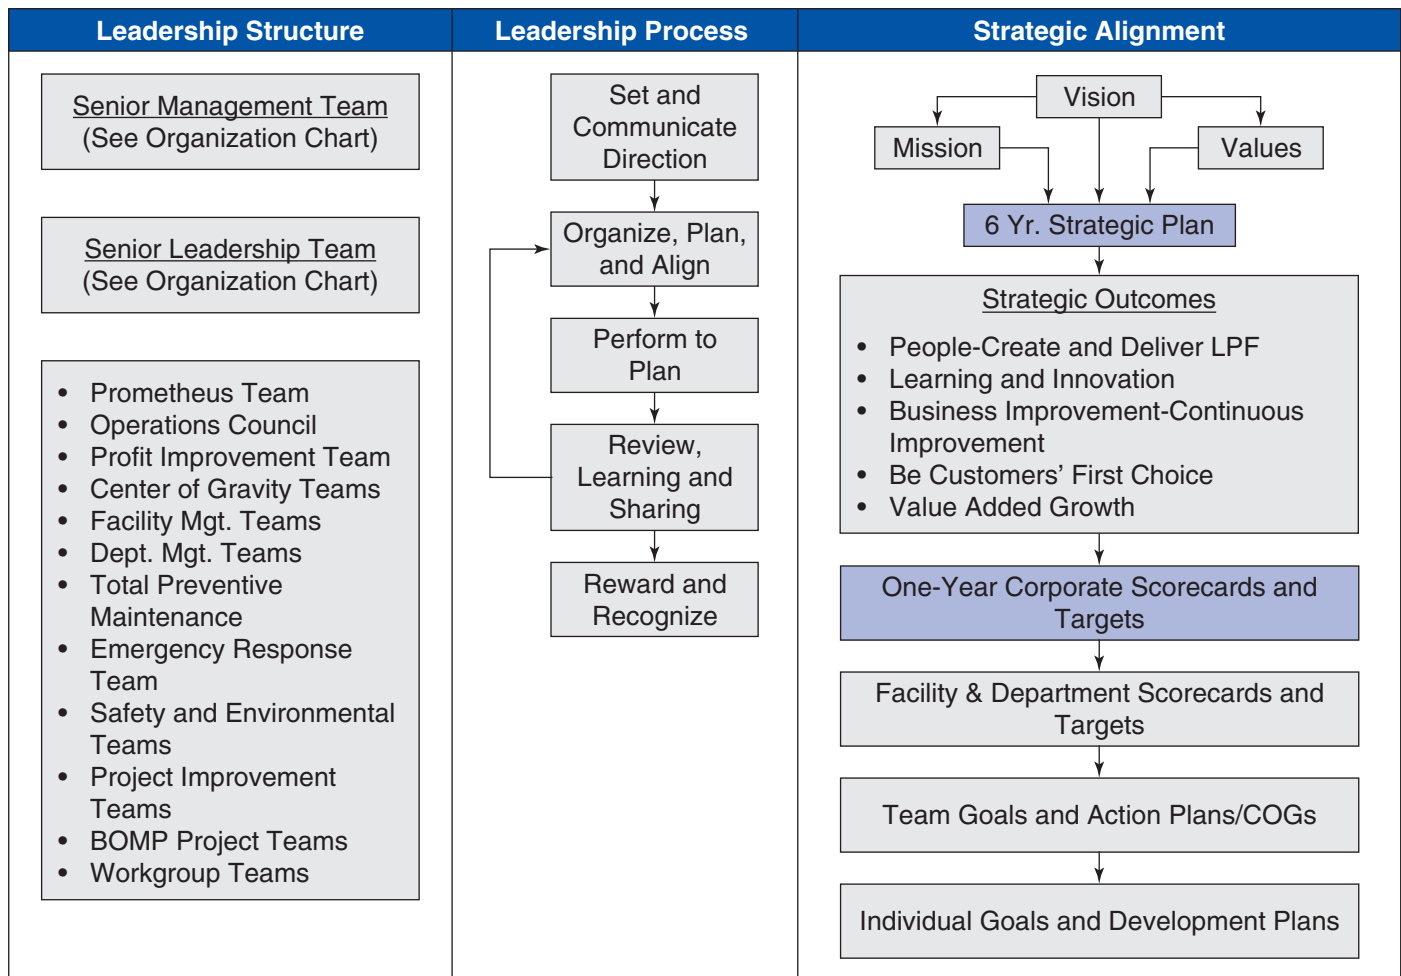 Leadership Structure
Leadership Process
Strategic Alignment
Senior Management Team
(See Organization Chart)
Senior Leadership Team
(See Organization Chart)
• Prometheus Team
• Operations Council
• Profit Improvement Team
• Center of Gravity Teams
• Facility Mgt. Teams
• Dept. Mgt. Teams
• Total Preventive
Maintenance
• Emergency Response
Team
• Safety and Environmental
Teams
• Project Improvement
Teams
• BOMP Project Teams
• Workgroup Teams
Set and
Communicate
Direction
Organize, Plan,
and Align
Perform to
Plan
Review,
Learning and
Sharing
Reward and
Recognize
Vision
Mission
Values
6 Yr. Strategic Plan
Strategic Outcomes
• People-Create and Deliver LPF
• Learning and Innovation
• Business Improvement-Continuous
Improvement
• Be Customers’ First Choice
• Value Added Growth
One-Year Corporate Scorecards and
Targets
Facility & Department Scorecards and
Targets
Team Goals and Action Plans/COGs
Individual Goals and Development Plans